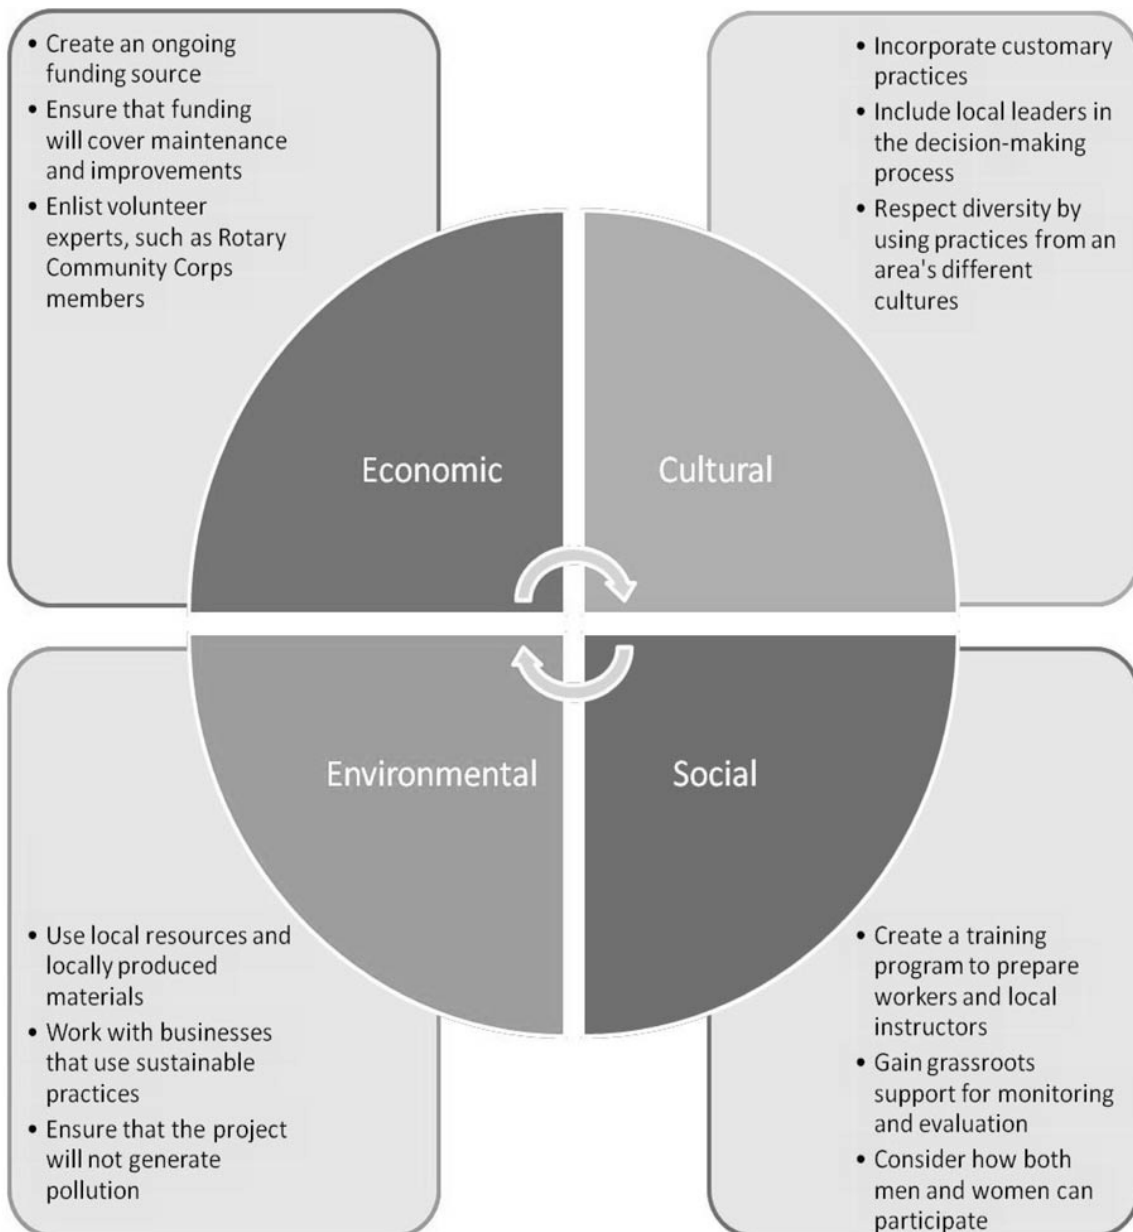 • Create an ongoing
funding source
• Ensure that funding
will cover maintenance
and improvements
• Enlist volunteer
experts, such as Rotary
Community Corps
members
• Incorporate customary
practices
• Include local leaders in
the decision-making
process
• Respect diversity by
using practices from an
area's different
cultures
Economic
Cultural
Environmental
Social
• Use local resources and
locally produced
materials
• Work with businesses
that use sustainable
practices
• Ensure that the project
will not generate
pollution
• Create a training
program to prepare
workers and local
instructors
• Gain grassroots
support for monitoring
and evaluation
• Consider how both
men and women can
participate